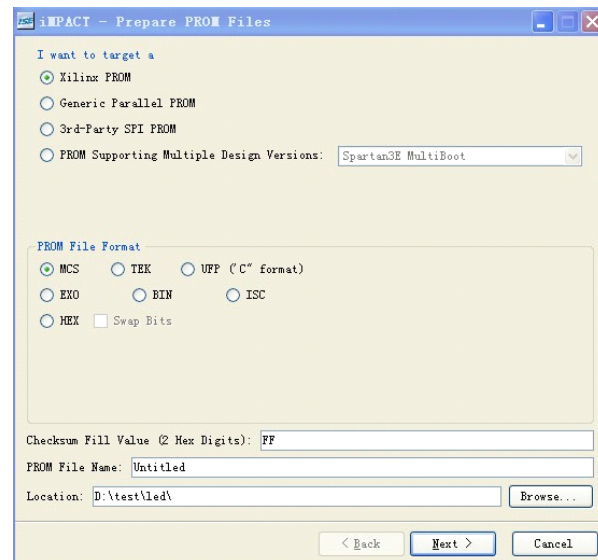 ISE iMPACT - Prepare PROM Files
I want to target a
Xilinx PROM
Generic Parallel PROM
3rd-Party SPI PROM
PROM Supporting Multiple Design Versions: Spartan3E MultiBoot
PROM File Format
MCS TEK UFP ("C" format)
EXO BIN ISC
HEX Swap Bits
Checksum Fill Value (2 Hex Digits): FF
PROM File Name: Untitled
Location: D:\test\led\ Browse...
< Back Next > Cancel